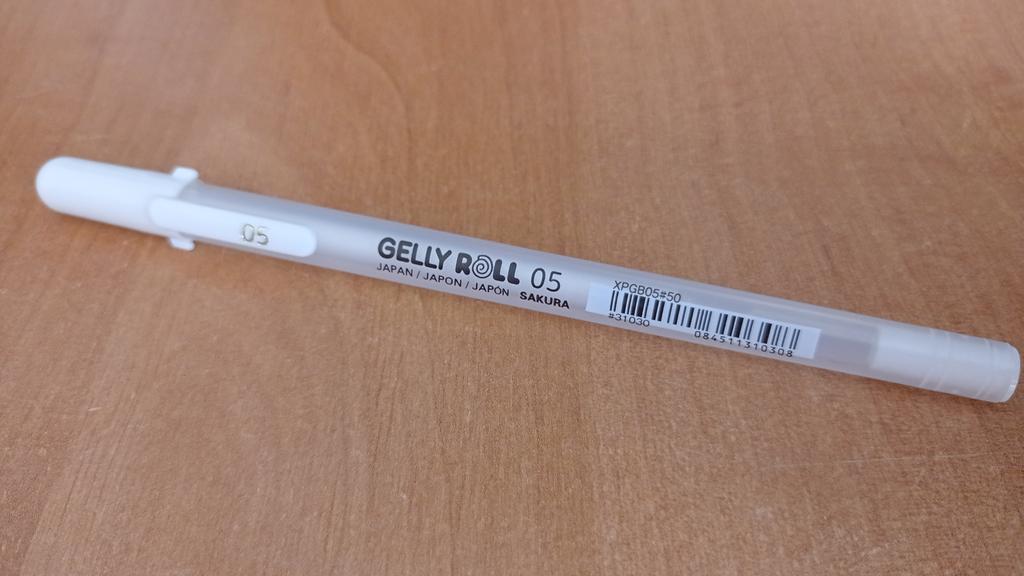 05
GELLY ROLL 05
JAPAN / JAPON / JAPÓN SAKURA
XPGB05#50
#31030
084511310308